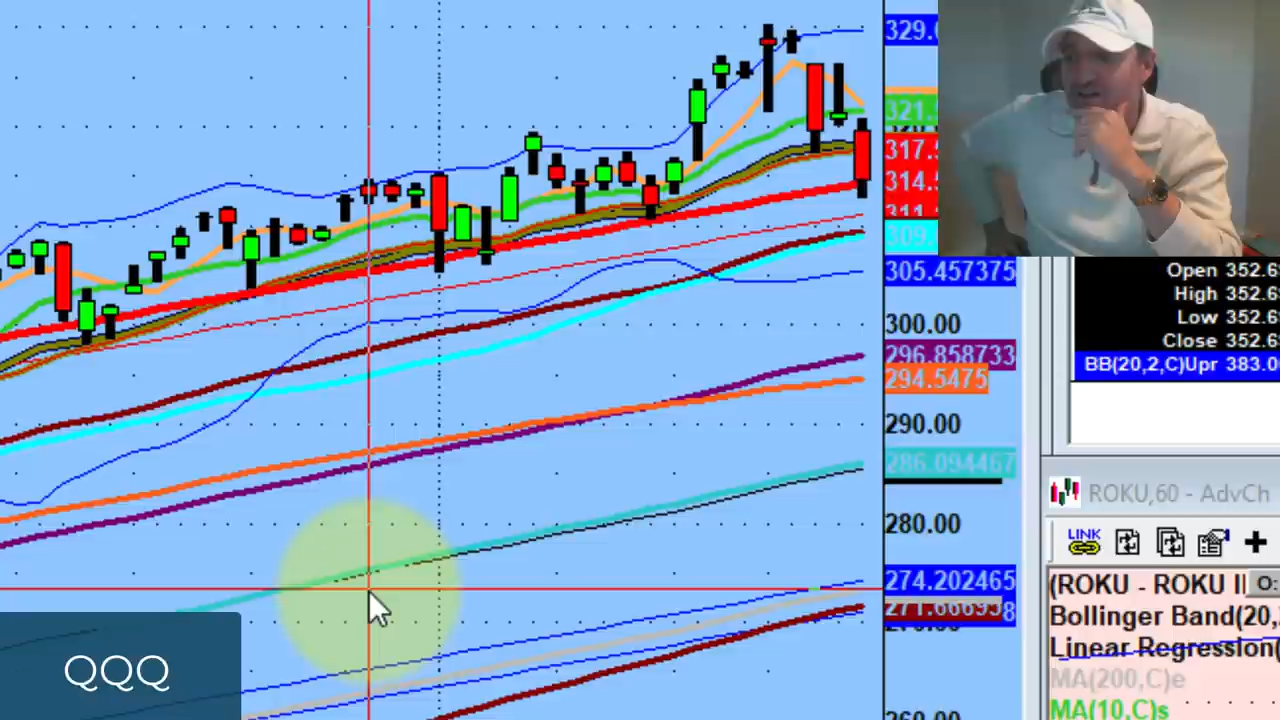 329.
321.
317.
314.
309.
305.457375
300.00
296.858733
294.5475
290.00
286.094467
280.00
274.202465
QQQ
Open 352.6
High 352.6
Low 352.6
Close 352.6
BB(20,2,C)Upr 383.0
ROKU,60 - AdvCh
LINK
(ROKU - ROKU I
O:
Bollinger Band(20,
Linear Regression(
MA(200,C)e
MA(10,C)s